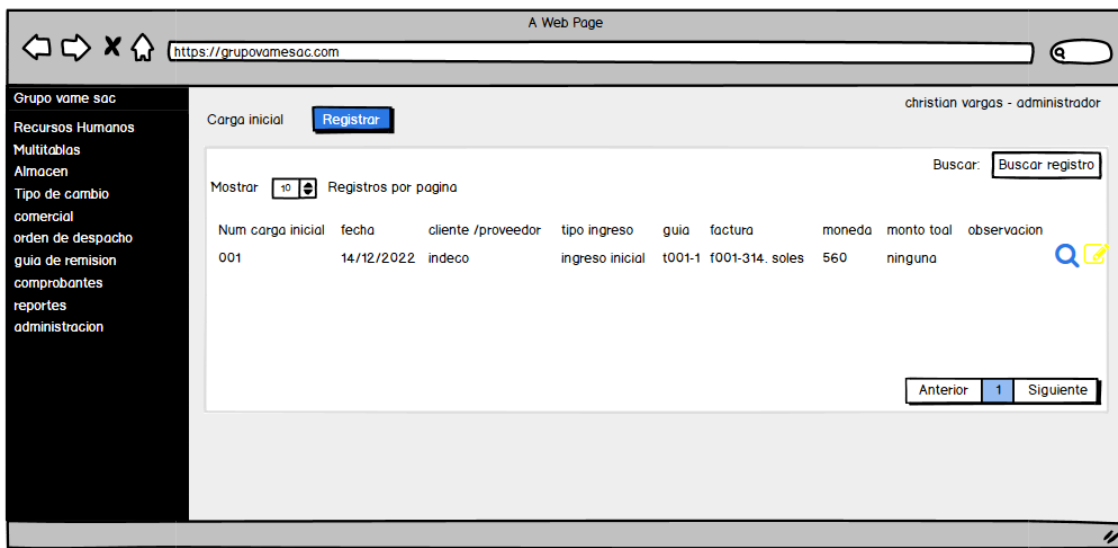 A Web Page
https://grupovamesac.com
Grupo vame sac
Recursos Humanos
Multitablas
Almacen
Tipo de cambio
comercial
orden de despacho
guia de remision
comprobantes
reportes
administracion
christian vargas - administrador
Carga inicial Registrar
Buscar: Buscar registro
Mostrar 10 Registros por pagina
Num carga inicial fecha cliente /proveedor tipo ingreso guia factura moneda monto toal observacion
001 14/12/2022 indeco ingreso inicial t001-1 f001-314. soles 560 ninguna
Anterior 1 Siguiente